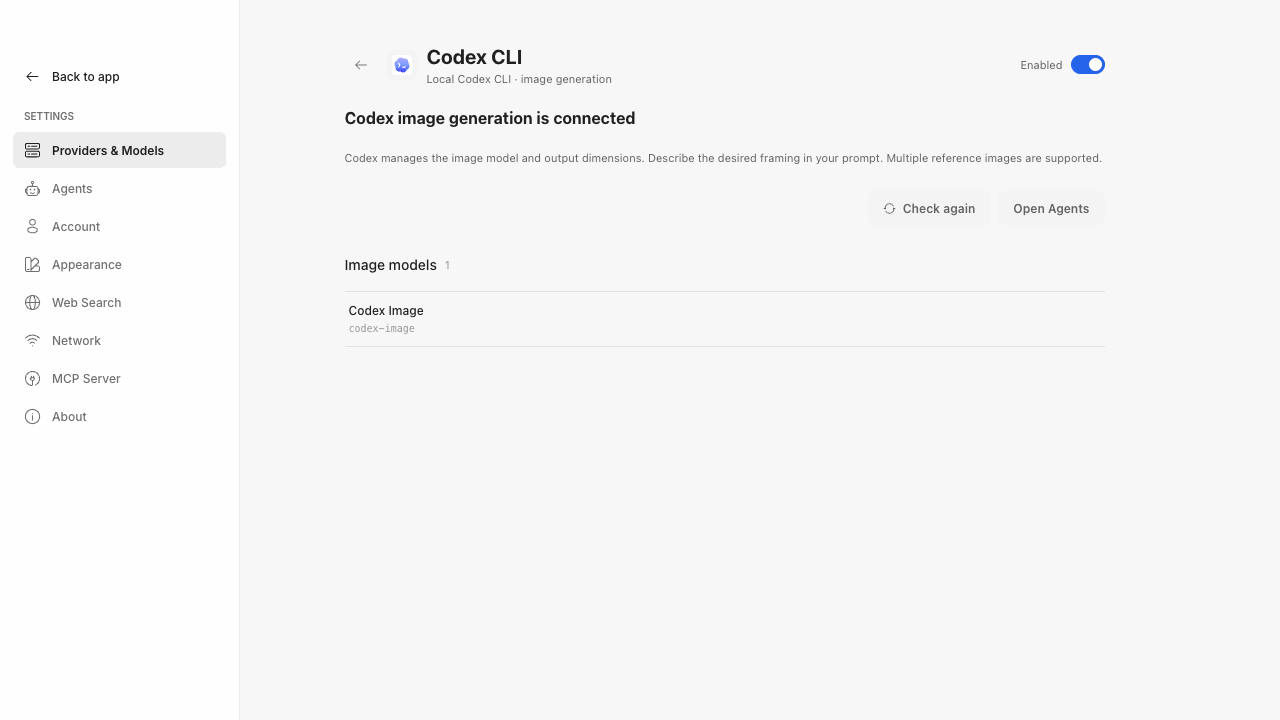 Back to app
SETTINGS
Providers & Models
Agents
Account
Appearance
Web Search
Network
MCP Server
About
Codex CLI
Local Codex CLI · image generation
Enabled
Codex image generation is connected
Codex manages the image model and output dimensions. Describe the desired framing in your prompt. Multiple reference images are supported.
Check again
Open Agents
Image models 1
Codex Image
codex-image